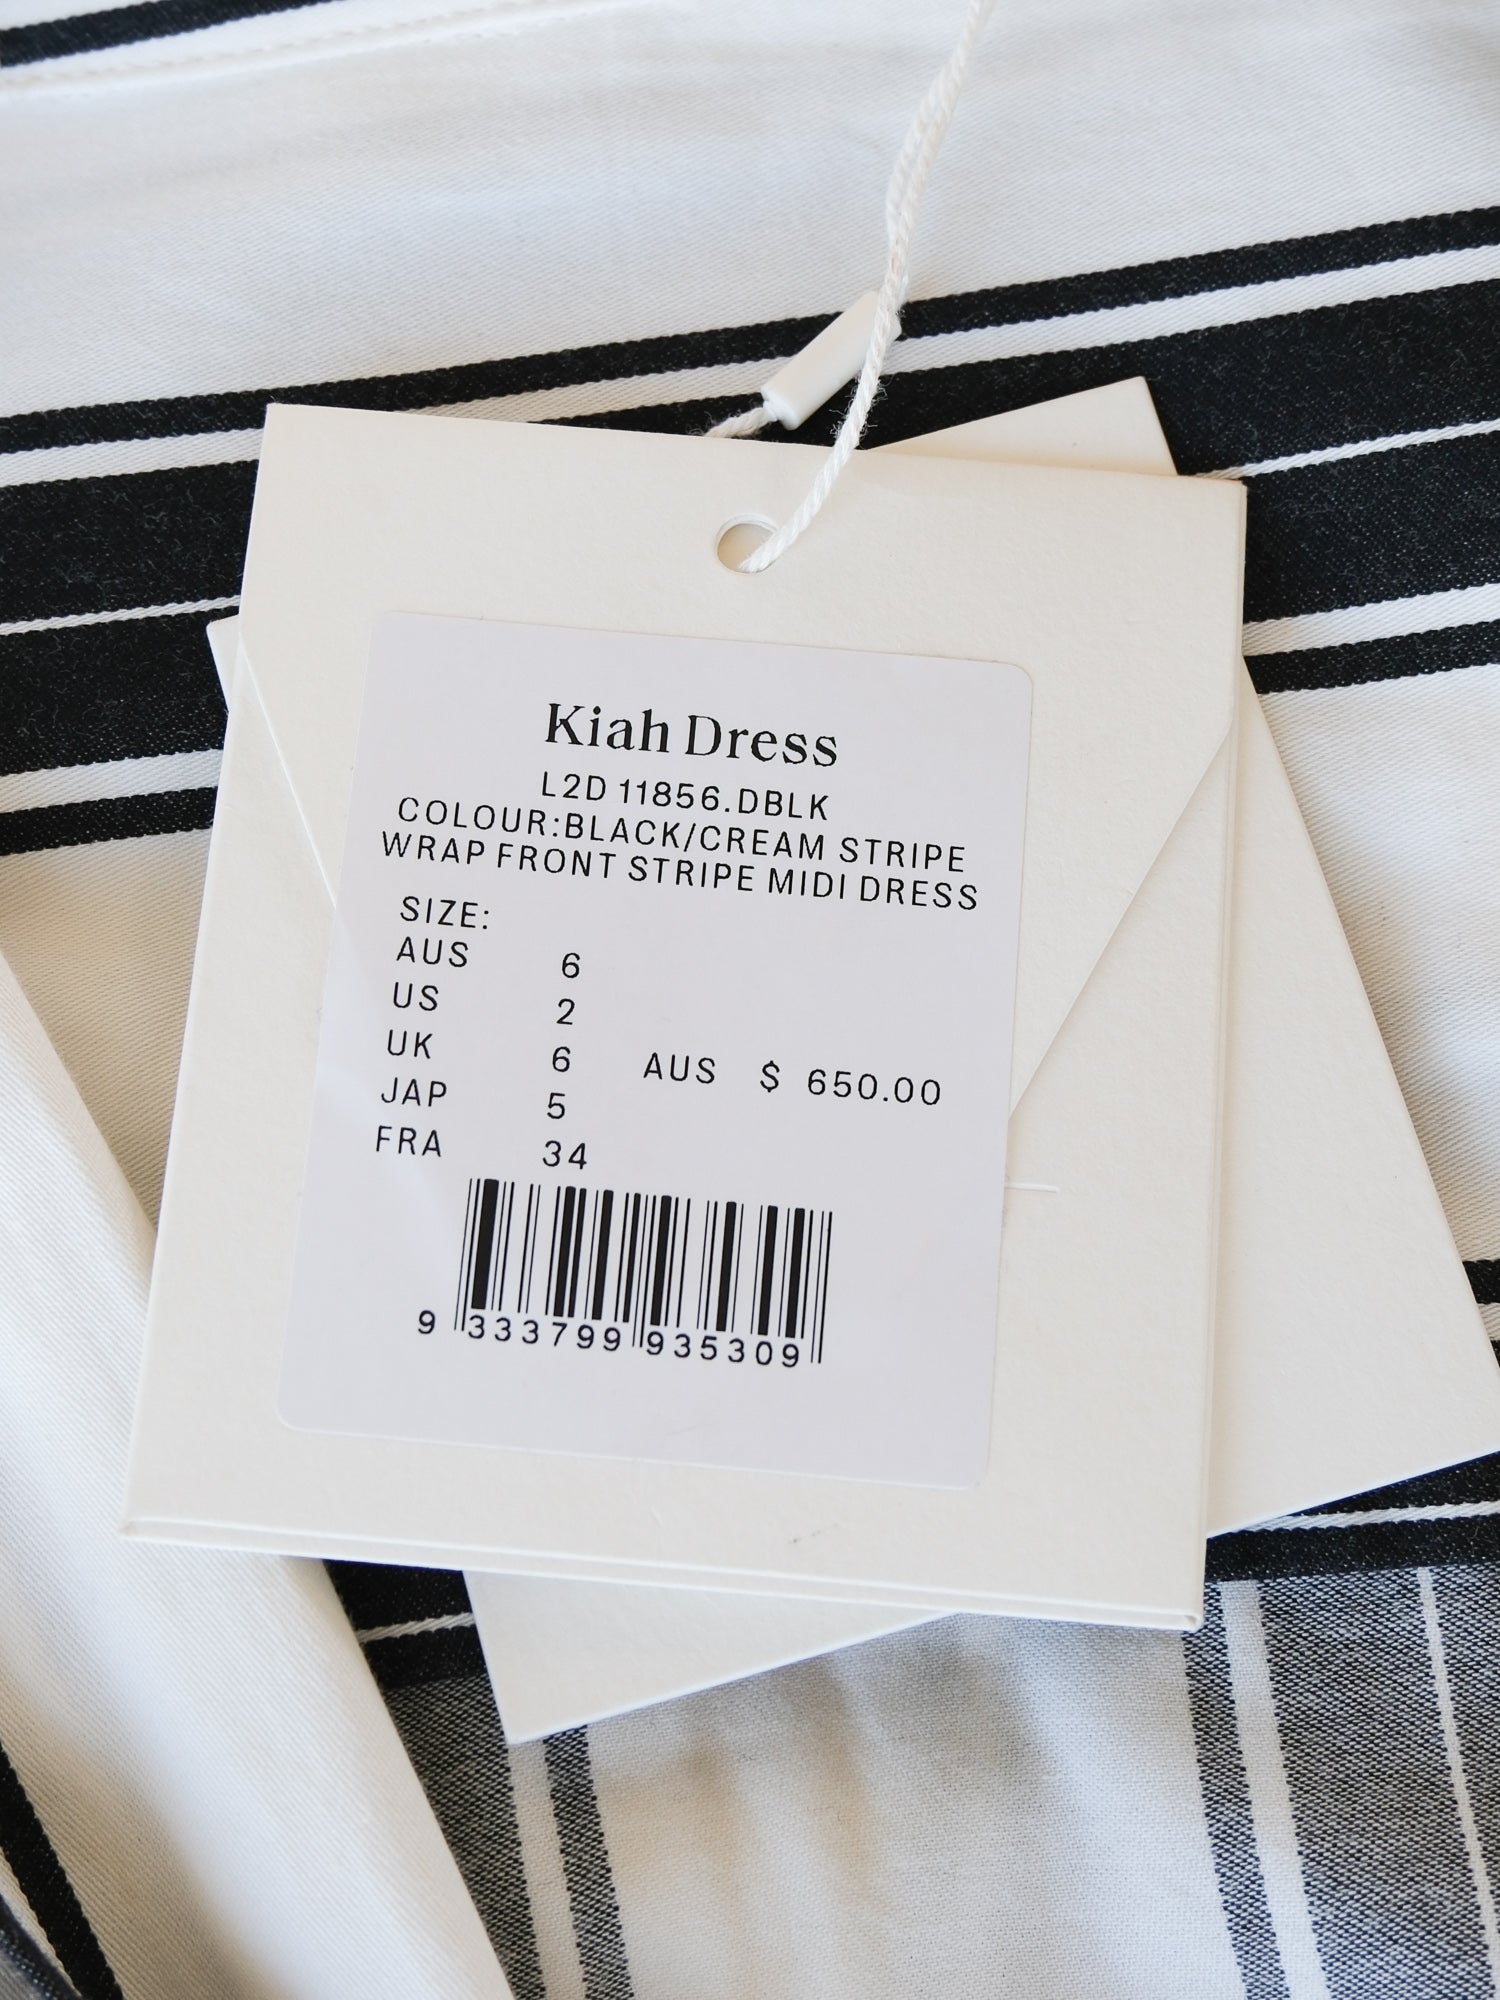 Kiah Dress
L2D 11856.DBLK
COLOUR:BLACK/CREAM STRIPE
WRAP FRONT STRIPE MIDI DRESS
SIZE:
AUS 6
US 2
UK 6 AUS $ 650.00
JAP 5
FRA 34
9 333799 935309